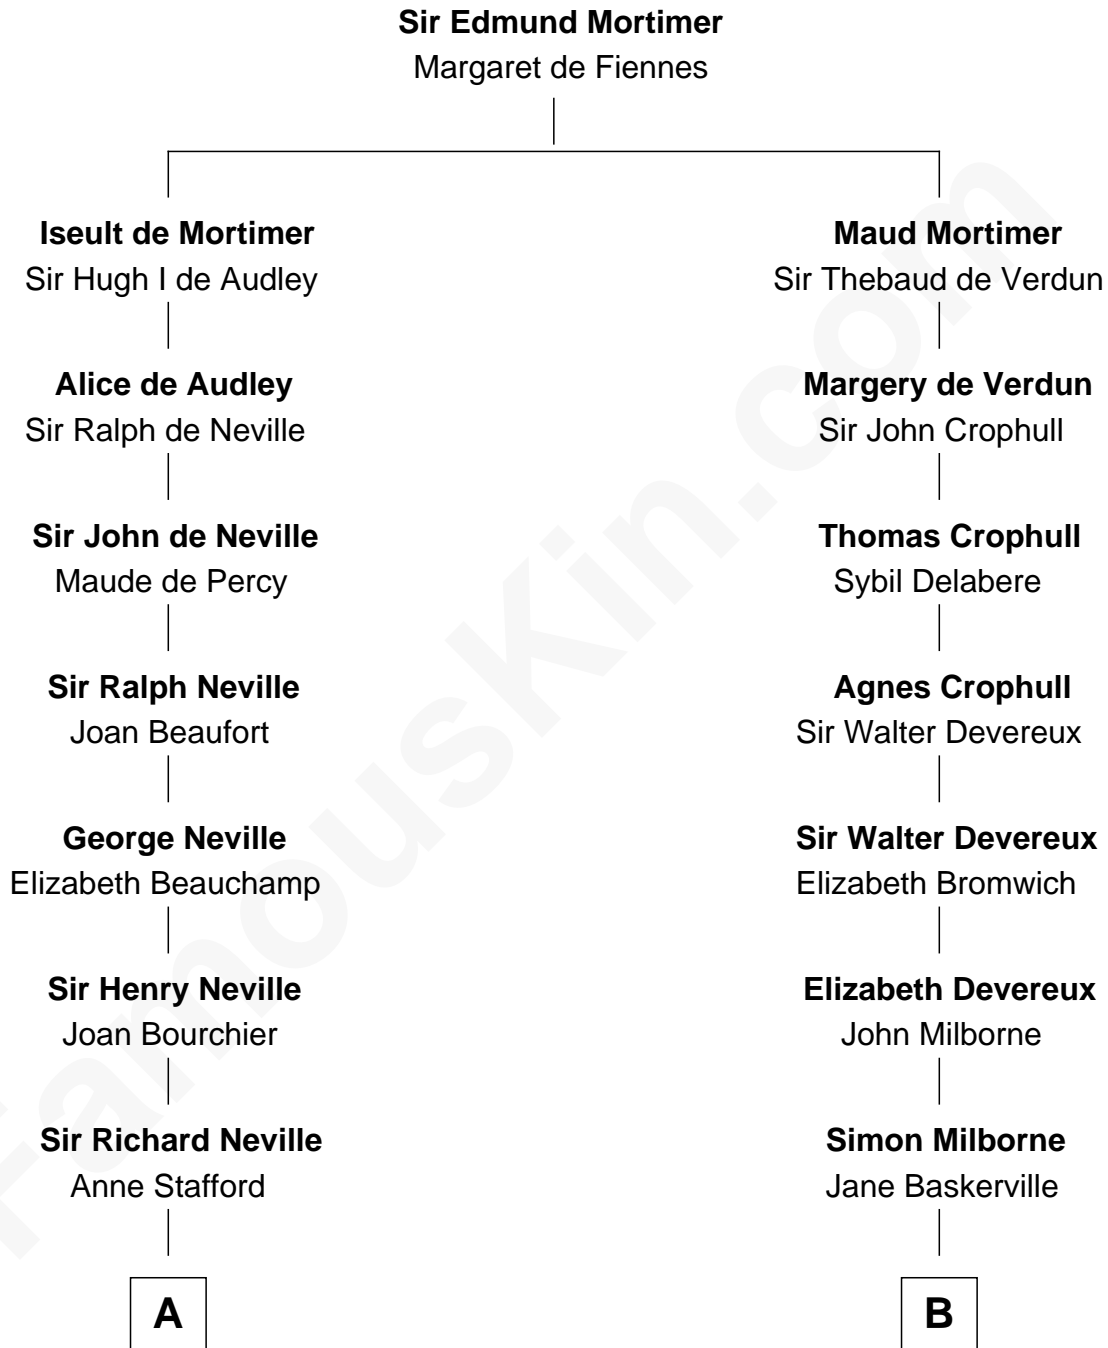 Sir Edmund Mortimer
Margaret de Fiennes
Iseult de Mortimer
Sir Hugh I de Audley
Maud Mortimer
Sir Thebaud de Verdun
Alice de Audley
Sir Ralph de Neville
Margery de Verdun
Sir John Crophull
Sir John de Neville
Maude de Percy
Thomas Crophull
Sybil Delabere
Sir Ralph Neville
Joan Beaufort
Agnes Crophull
Sir Walter Devereux
George Neville
Elizabeth Beauchamp
Sir Walter Devereux
Elizabeth Bromwich
Sir Henry Neville
Joan Bourchier
Elizabeth Devereux
John Milborne
Sir Richard Neville
Anne Stafford
Simon Milborne
Jane Baskerville
A
B
FamousKin.com